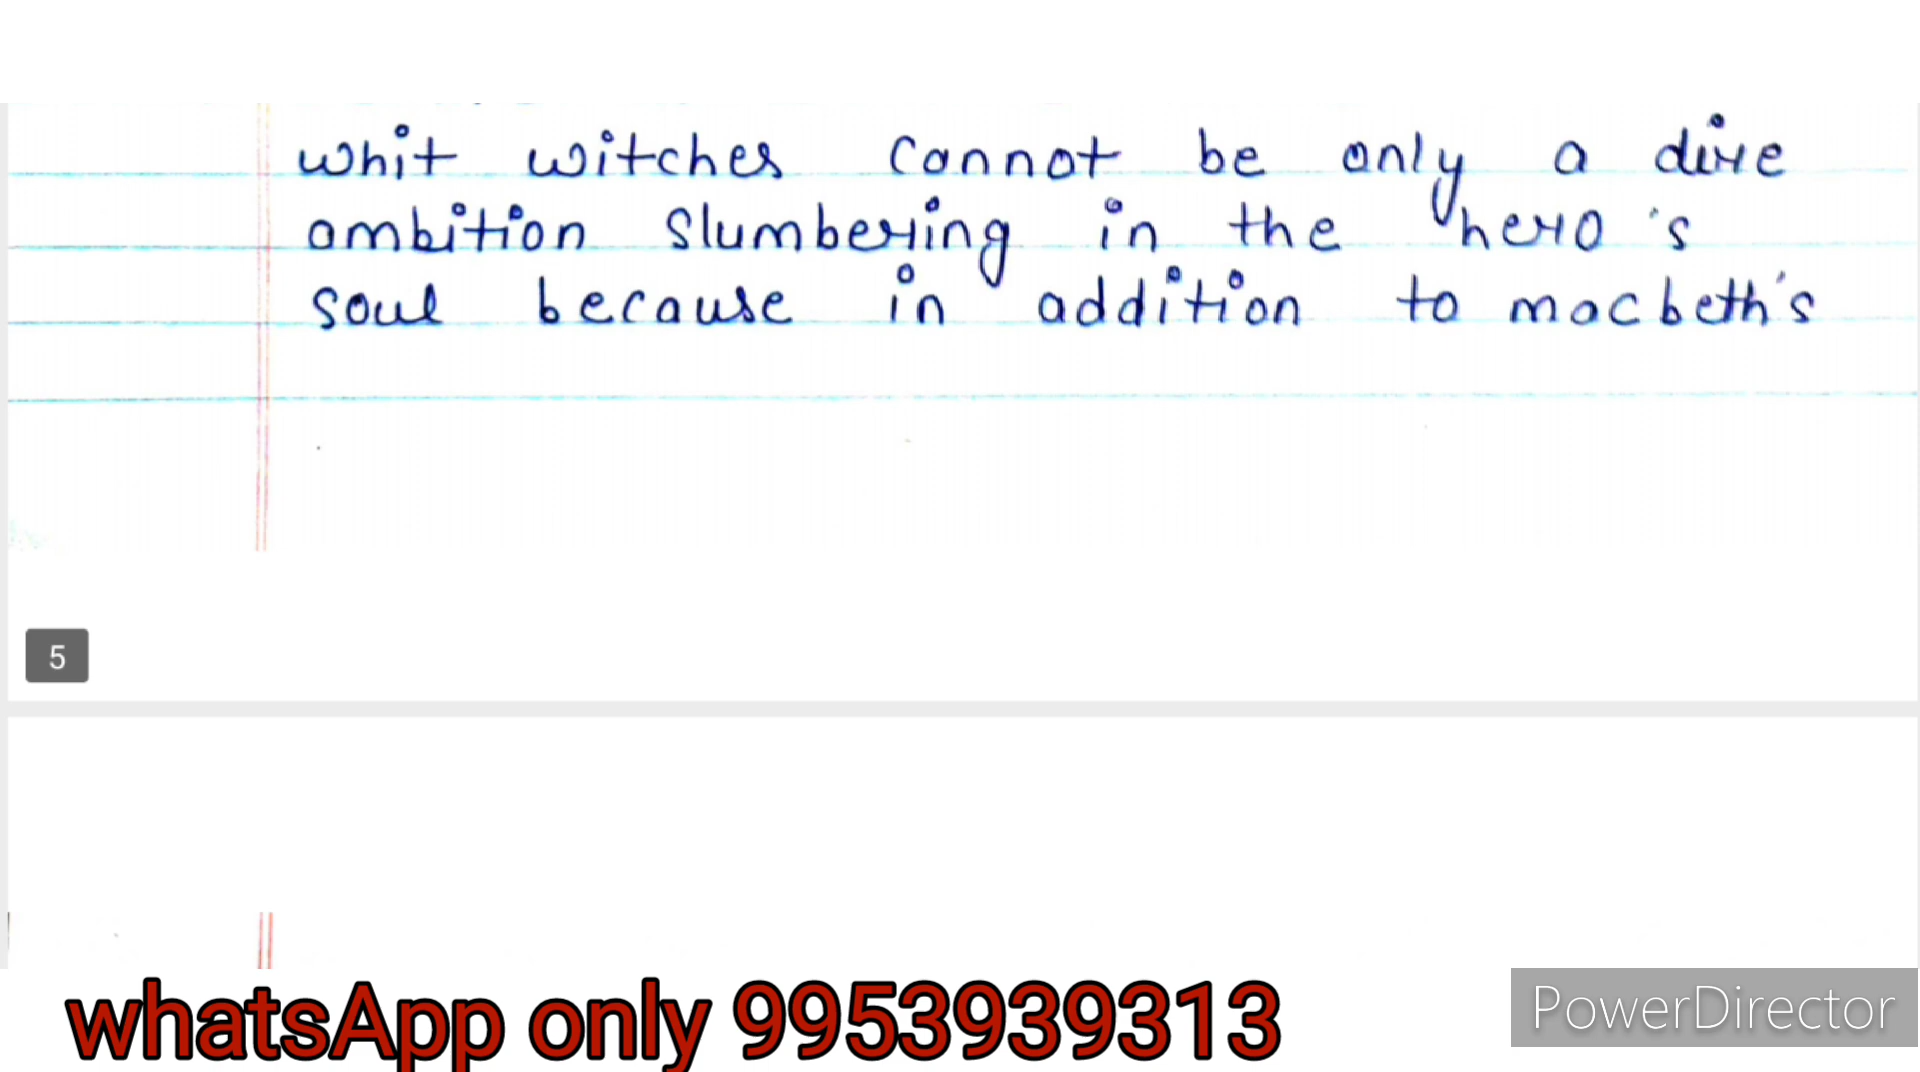 whit witches cannot be only a dire
ambition slumbering in the hero's
soul because in addition to macbeth's
5
whatsApp only 9953939313
PowerDirector